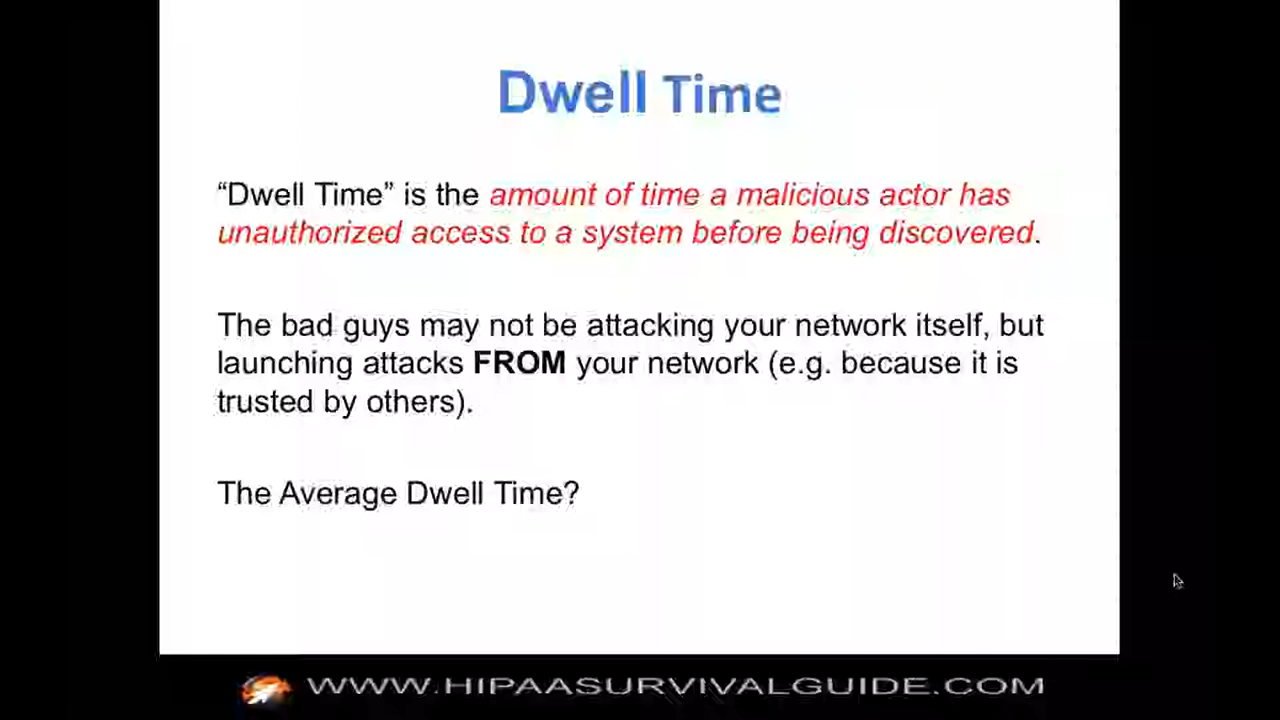 Dwell Time
“Dwell Time” is the amount of time a malicious actor has
unauthorized access to a system before being discovered.
The bad guys may not be attacking your network itself, but
launching attacks FROM your network (e.g. because it is
trusted by others).
The Average Dwell Time?
WWW.HIPAASURVIVALGUIDE.COM